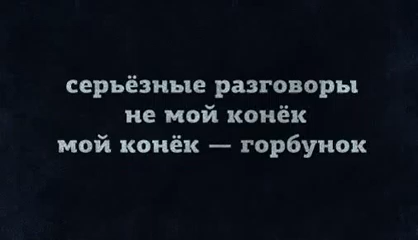 серьёзные разговоры
не мой конёк
мой конёк — горбунок